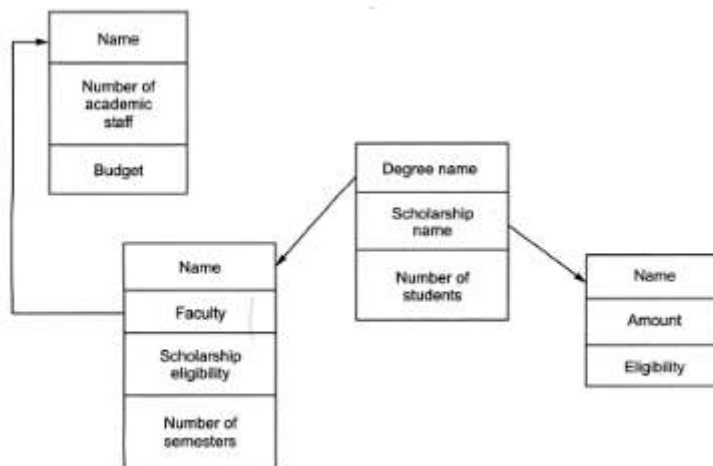 Name
Number of
academic
staff
Budget
Degree name
Scholarship
name
Number of
students
Name
Faculty
Scholarship
eligibility
Number of
semesters
Name
Amount
Eligibility